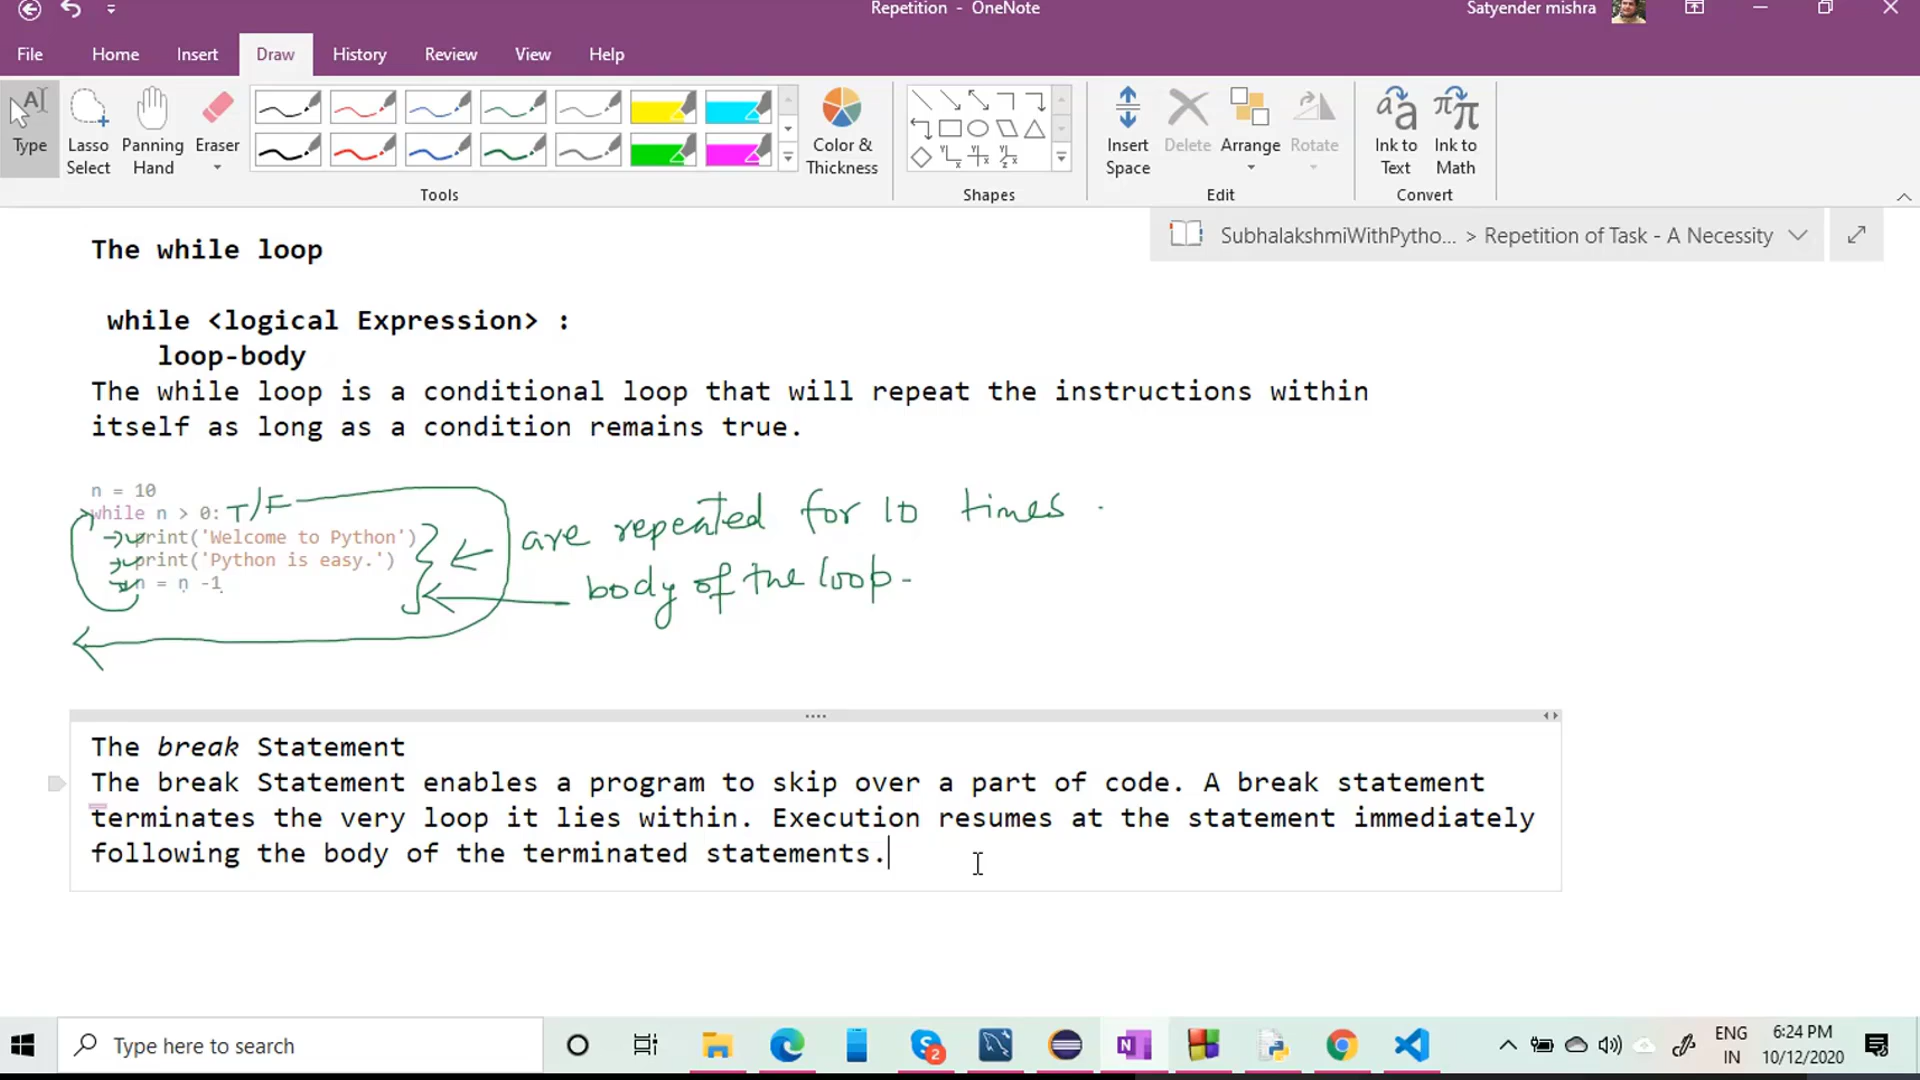 Repetition - OneNote
Satyender mishra
File Home Insert Draw History Review View Help
Type
Lasso Select
Panning Hand
Eraser
Color & Thickness
Insert Space
Delete
Arrange
Rotate
Ink to Text
Ink to Math
Tools
Shapes
Edit
Convert
SubhalakshmiWithPytho... > Repetition of Task - A Necessity
The while loop
while <logical Expression> :
loop-body
The while loop is a conditional loop that will repeat the instructions within
itself as long as a condition remains true.
n = 10
while n > 0: T/F
print('Welcome to Python')
print('Python is easy.')
n = n -1
are repeated for 10 times .
body of the loop -
The break Statement
The break Statement enables a program to skip over a part of code. A break statement
terminates the very loop it lies within. Execution resumes at the statement immediately
following the body of the terminated statements.
Type here to search
2
N
ENG
IN
6:24 PM
10/12/2020